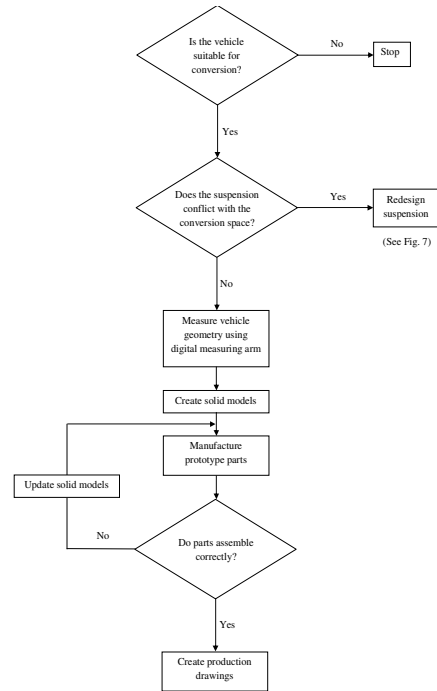 Is the vehicle
suitable for
conversion?
No
Stop
Yes
Does the suspension
conflict with the
conversion space?
Yes
Redesign
suspension
(See Fig. 7)
No
Measure vehicle
geometry using
digital measuring arm
Create solid models
Manufacture
prototype parts
Update solid models
No
Do parts assemble
correctly?
Yes
Create production
drawings